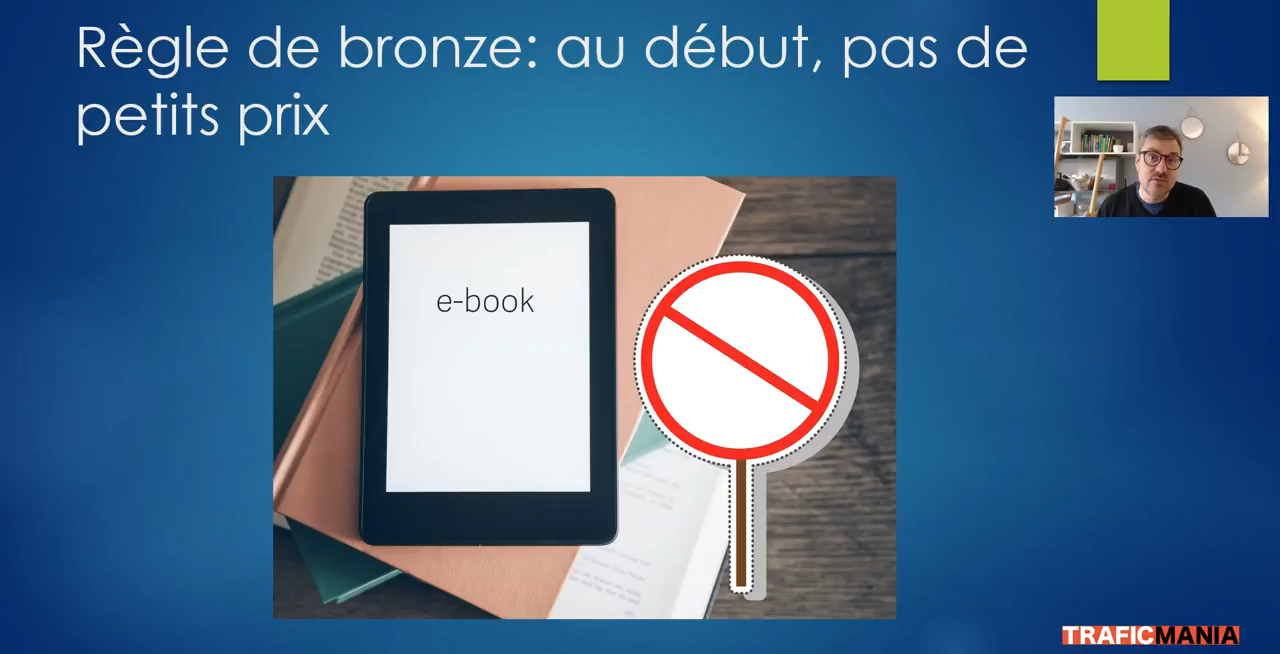 Règle de bronze: au début, pas de
petits prix
e-book
TRAFICMANIA